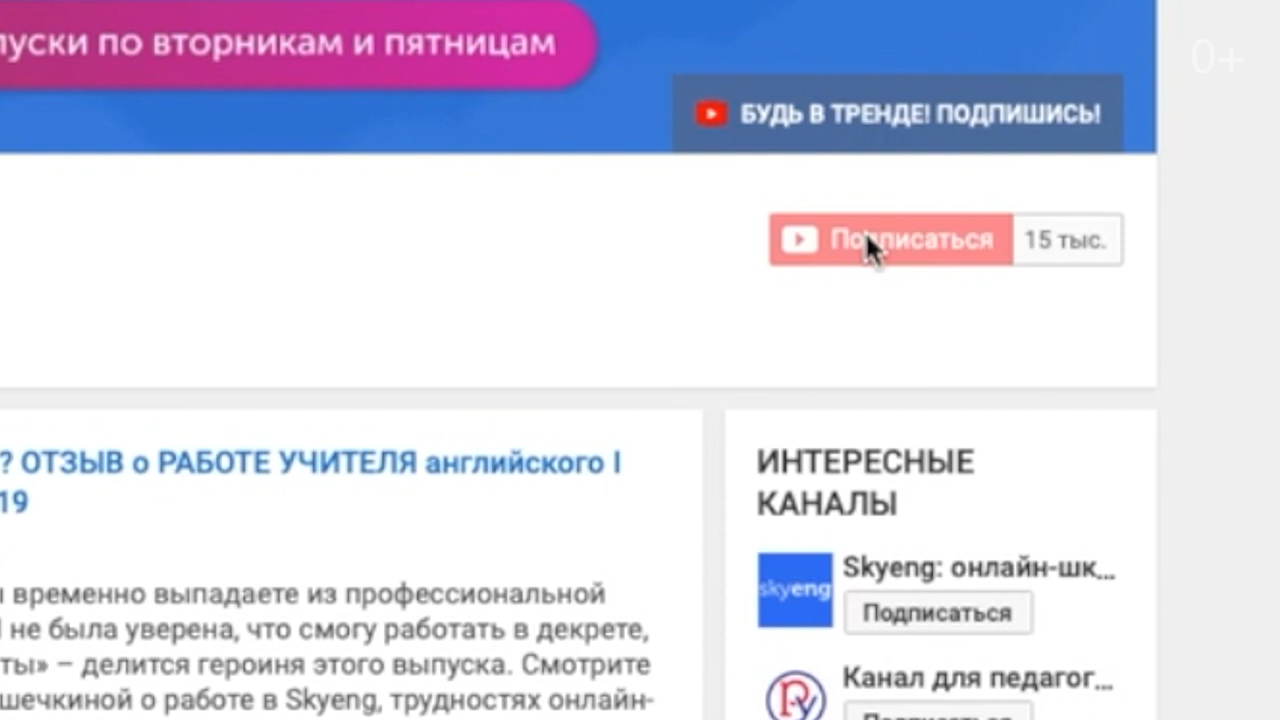 пуски по вторникам и пятницам
0+
БУДЬ В ТРЕНДЕ! ПОДПИШИСЬ!
Подписаться 15 тыс.
? ОТЗЫВ о РАБОТЕ УЧИТЕЛЯ английского I
19
временно выпадаете из профессиональной
не была уверена, что смогу работать в декрете,
ты» – делится героиня этого выпуска. Смотрите
шечкиной о работе в Skyeng, трудностях онлайн-
ИНТЕРЕСНЫЕ
КАНАЛЫ
skyeng
Skyeng: онлайн-шк...
Подписаться
Канал для педагог...
Подписаться